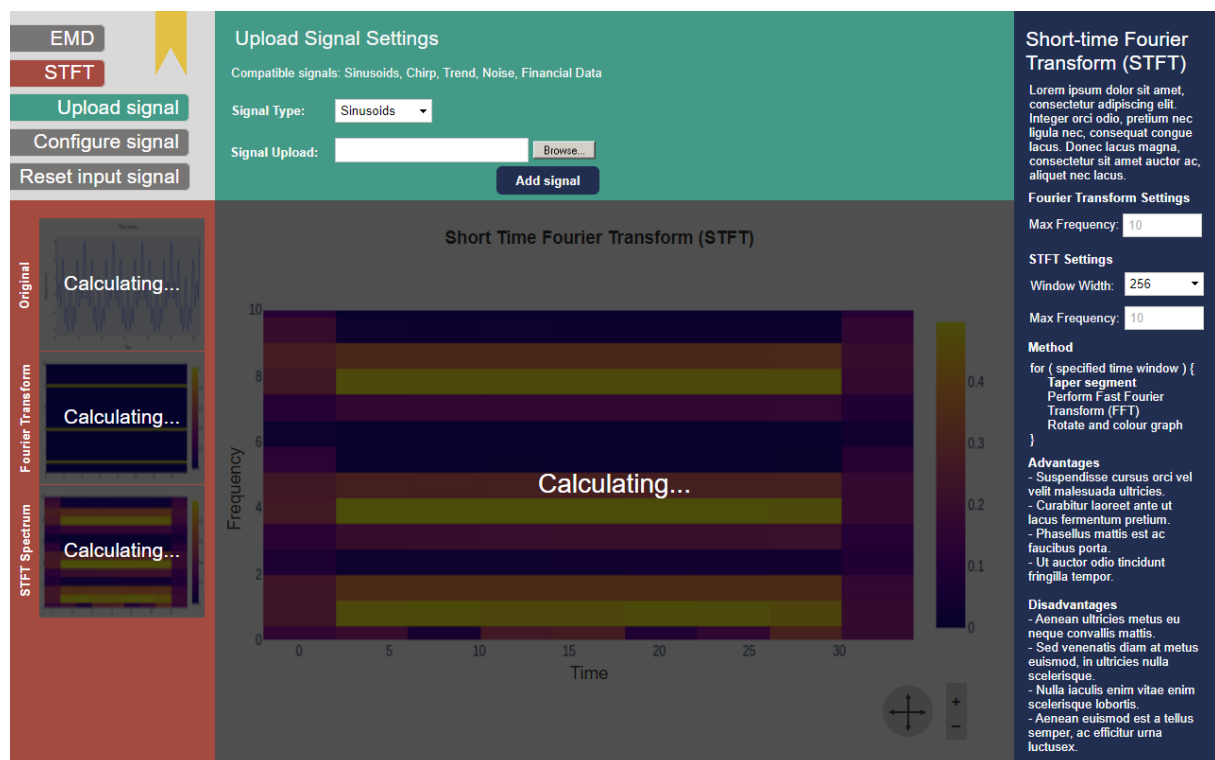 EMD
STFT
Upload signal
Configure signal
Reset input signal
Upload Signal Settings
Compatible signals: Sinusoids, Chirp, Trend, Noise, Financial Data
Signal Type: Sinusoids
Signal Upload: Browse...
Add signal
Original
Calculating...
Fourier Transform
Calculating...
STFT Spectrum
Calculating...
Short Time Fourier Transform (STFT)
Frequency
10
8
6
4
2
0
Calculating...
0 5 10 15 20 25 30
Time
0.4
0.3
0.2
0.1
0
+
−
Short-time Fourier
Transform (STFT)
Lorem ipsum dolor sit amet,
consectetur adipiscing elit.
Integer orci odio, pretium nec
ligula nec, consequat congue
lacus. Donec lacus magna,
consectetur sit amet auctor ac,
aliquet nec lacus.
Fourier Transform Settings
Max Frequency: 10
STFT Settings
Window Width: 256
Max Frequency: 10
Method
for ( specified time window ) {
Taper segment
Perform Fast Fourier
Transform (FFT)
Rotate and colour graph
}
Advantages
- Suspendisse cursus orci vel
velit malesuada ultricies.
- Curabitur laoreet ante ut
lacus fermentum pretium.
- Phasellus mattis est ac
faucibus porta.
- Ut auctor odio tincidunt
fringilla tempor.
Disadvantages
- Aenean ultricies metus eu
neque convallis mattis.
- Sed venenatis diam at metus
euismod, in ultricies nulla
scelerisque.
- Nulla iaculis enim vitae enim
scelerisque lobortis.
- Aenean euismod est a tellus
semper, ac efficitur urna
luctusex.